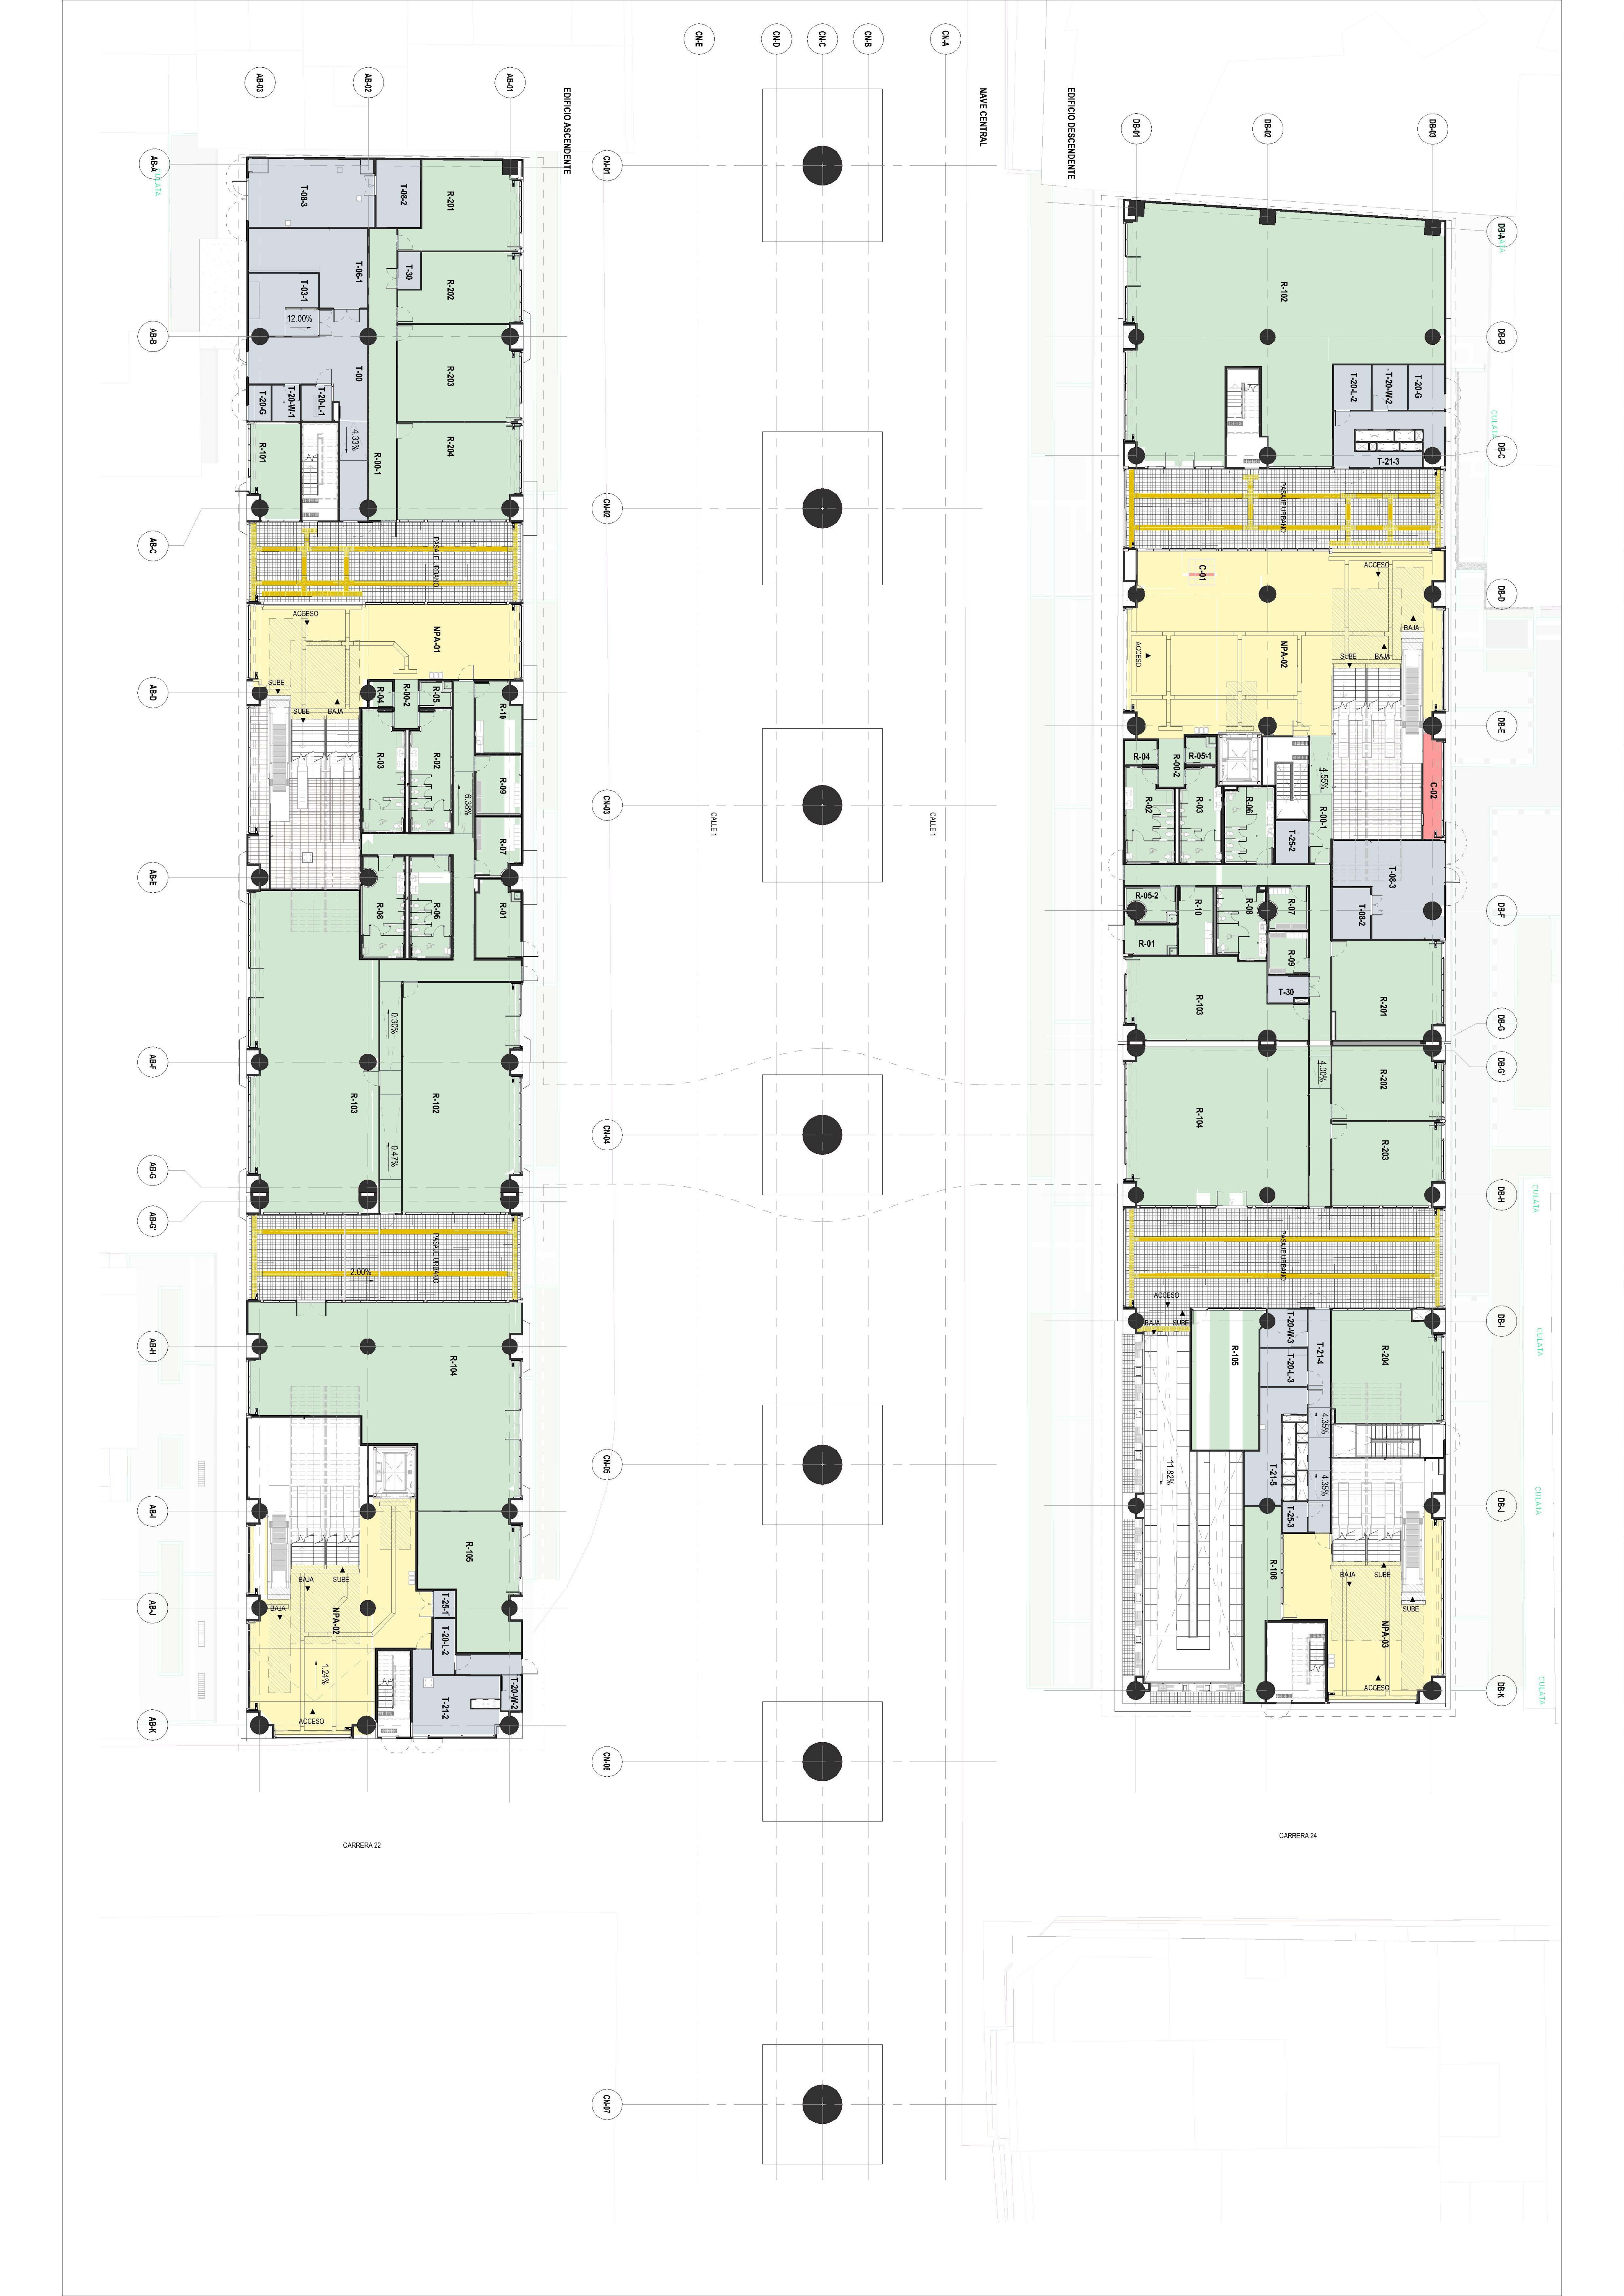 CN-E
CN-D
CN-C
CN-B
CN-A
AB-03
AB-02
AB-01
EDIFICIO ASCENDENTE
NAVE CENTRAL
EDIFICIO DESCENDENTE
DB-01
DB-02
DB-03
AB-A
CULATA
CN-01
T-08-3
T-08-2
R-201
T-06-1
T-30
R-202
T-03-1
12.00%
AB-B
T-00
R-203
T-20-G
T-20-W-1
T-20-L-1
4.33%
R-101
R-00-1
R-204
CN-02
AB-C
PASAJE URBANO
ACCESO
NPA-01
AB-D
SUBE
SUBE
BAJA
R-04
R-00-2
R-05
R-10
R-03
R-02
R-09
6.38%
R-07
CN-03
CALLE 1
CALLE 1
AB-E
R-08
R-06
R-01
0.30%
AB-F
R-103
R-102
0.47%
CN-04
AB-G
AB-G'
PASAJE URBANO
2.00%
AB-H
R-104
CN-05
AB-I
R-105
BAJA
SUBE
BAJA
AB-J
NPA-02
T-25-1
T-20-L-2
1.24%
T-20-W-2
T-21-2
ACCESO
AB-K
CN-06
CARRERA 22
CN-07
DB-A
CULATA
R-102
DB-B
T-20-L-2
T-20-W-2
T-20-G
CULATA
DB-C
T-21-3
PASAJE URBANO
ACCESO
C-01
DB-D
BAJA
ACCESO
NPA-02
SUBE
BAJA
DB-E
4.55%
R-04
R-00-2
R-05-1
R-02
R-03
R-06
R-00-1
C-02
T-25-2
T-08-3
R-05-2
R-10
R-08
R-07
T-08-2
DB-F
R-01
R-09
T-30
R-103
R-201
DB-G
DB-G'
4.30%
R-202
R-104
R-203
DB-H
CULATA
PASAJE URBANO
ACCESO
BAJA
SUBE
DB-I
T-20-W-3
T-21-4
R-105
T-20-L-3
R-204
CULATA
4.35%
11.82%
T-21-5
4.35%
CULATA
DB-J
T-25-3
R-106
BAJA
SUBE
SUBE
NPA-03
ACCESO
DB-K
CULATA
CARRERA 24